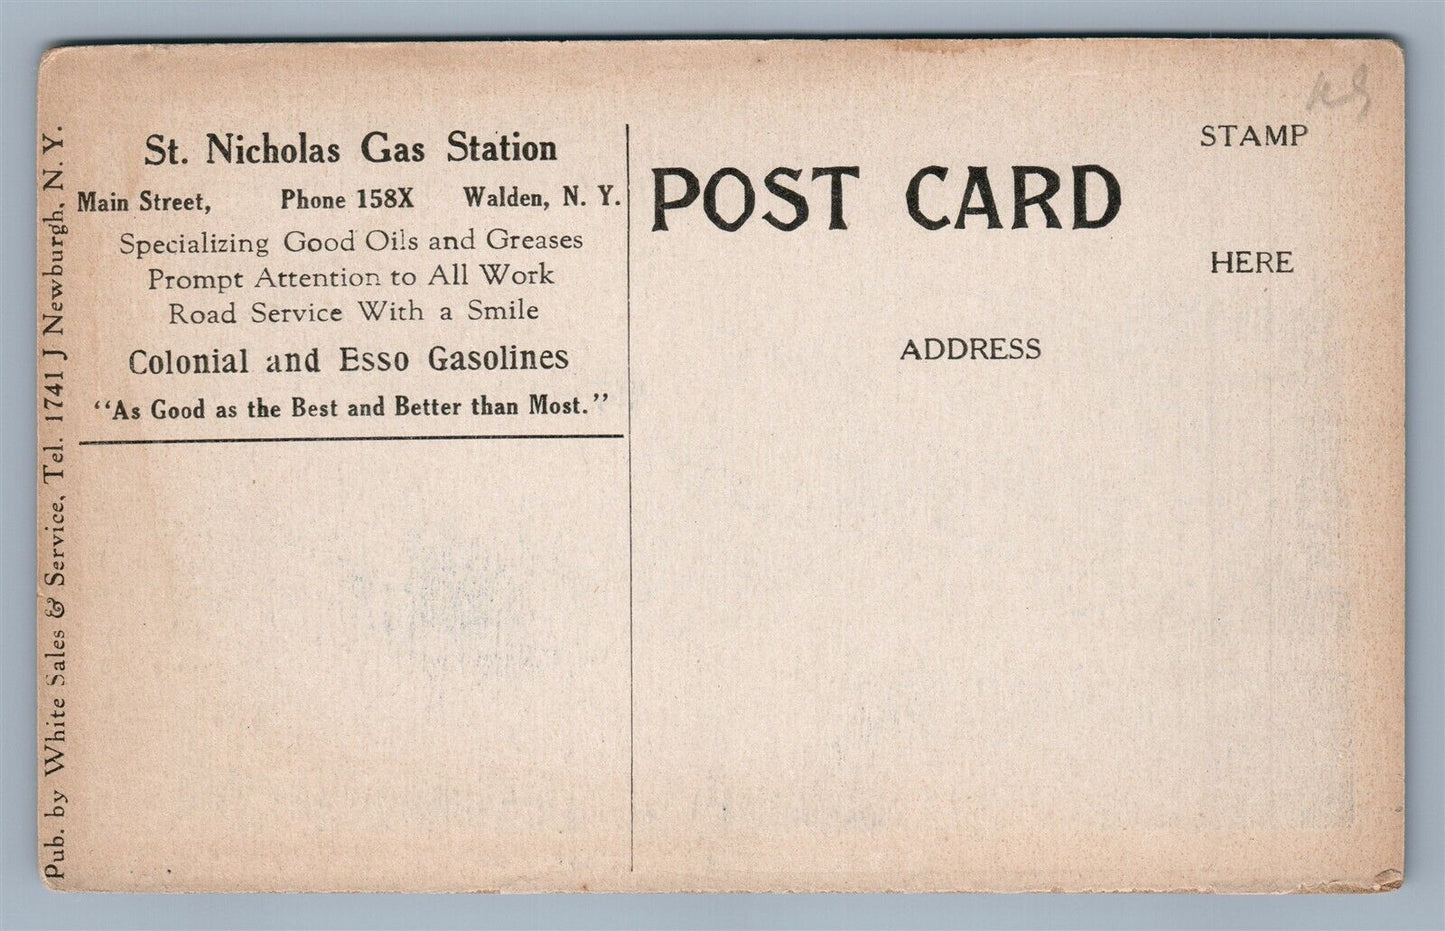 St. Nicholas Gas Station
Main Street, Phone 158X Walden, N. Y.
Specializing Good Oils and Greases
Prompt Attention to All Work
Road Service With a Smile
Colonial and Esso Gasolines
“As Good as the Best and Better than Most.”
Pub. by White Sales & Service, Tel. 1741 J Newburgh, N. Y.
POST CARD
STAMP
HERE
ADDRESS